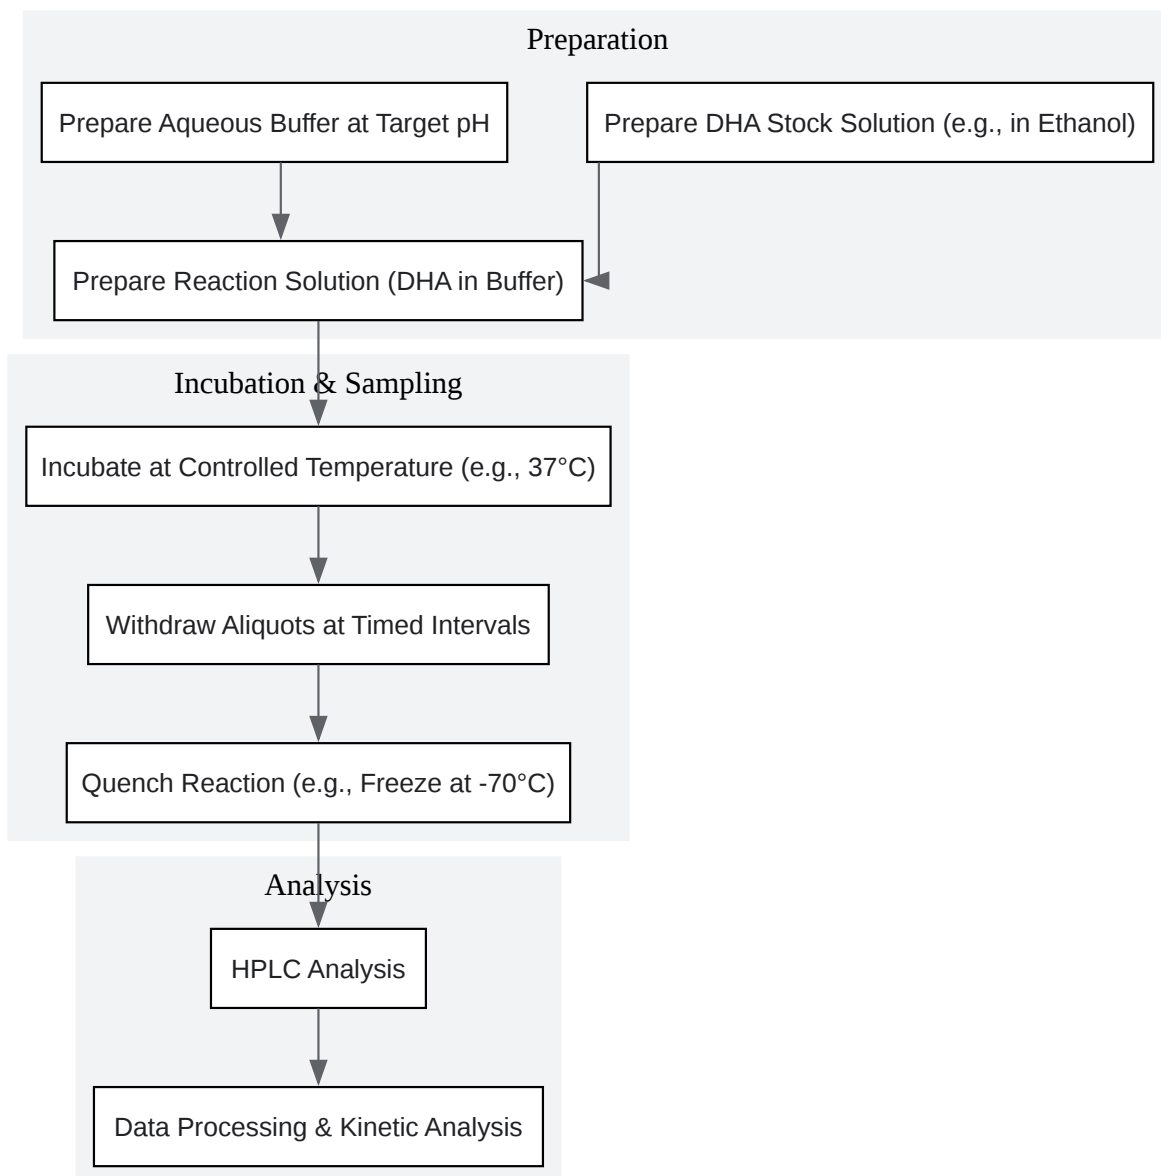 Preparation
Prepare Aqueous Buffer at Target pH
Prepare DHA Stock Solution (e.g., in Ethanol)
Prepare Reaction Solution (DHA in Buffer)
Incubation & Sampling
Incubate at Controlled Temperature (e.g., 37°C)
Withdraw Aliquots at Timed Intervals
Quench Reaction (e.g., Freeze at -70°C)
Analysis
HPLC Analysis
Data Processing & Kinetic Analysis